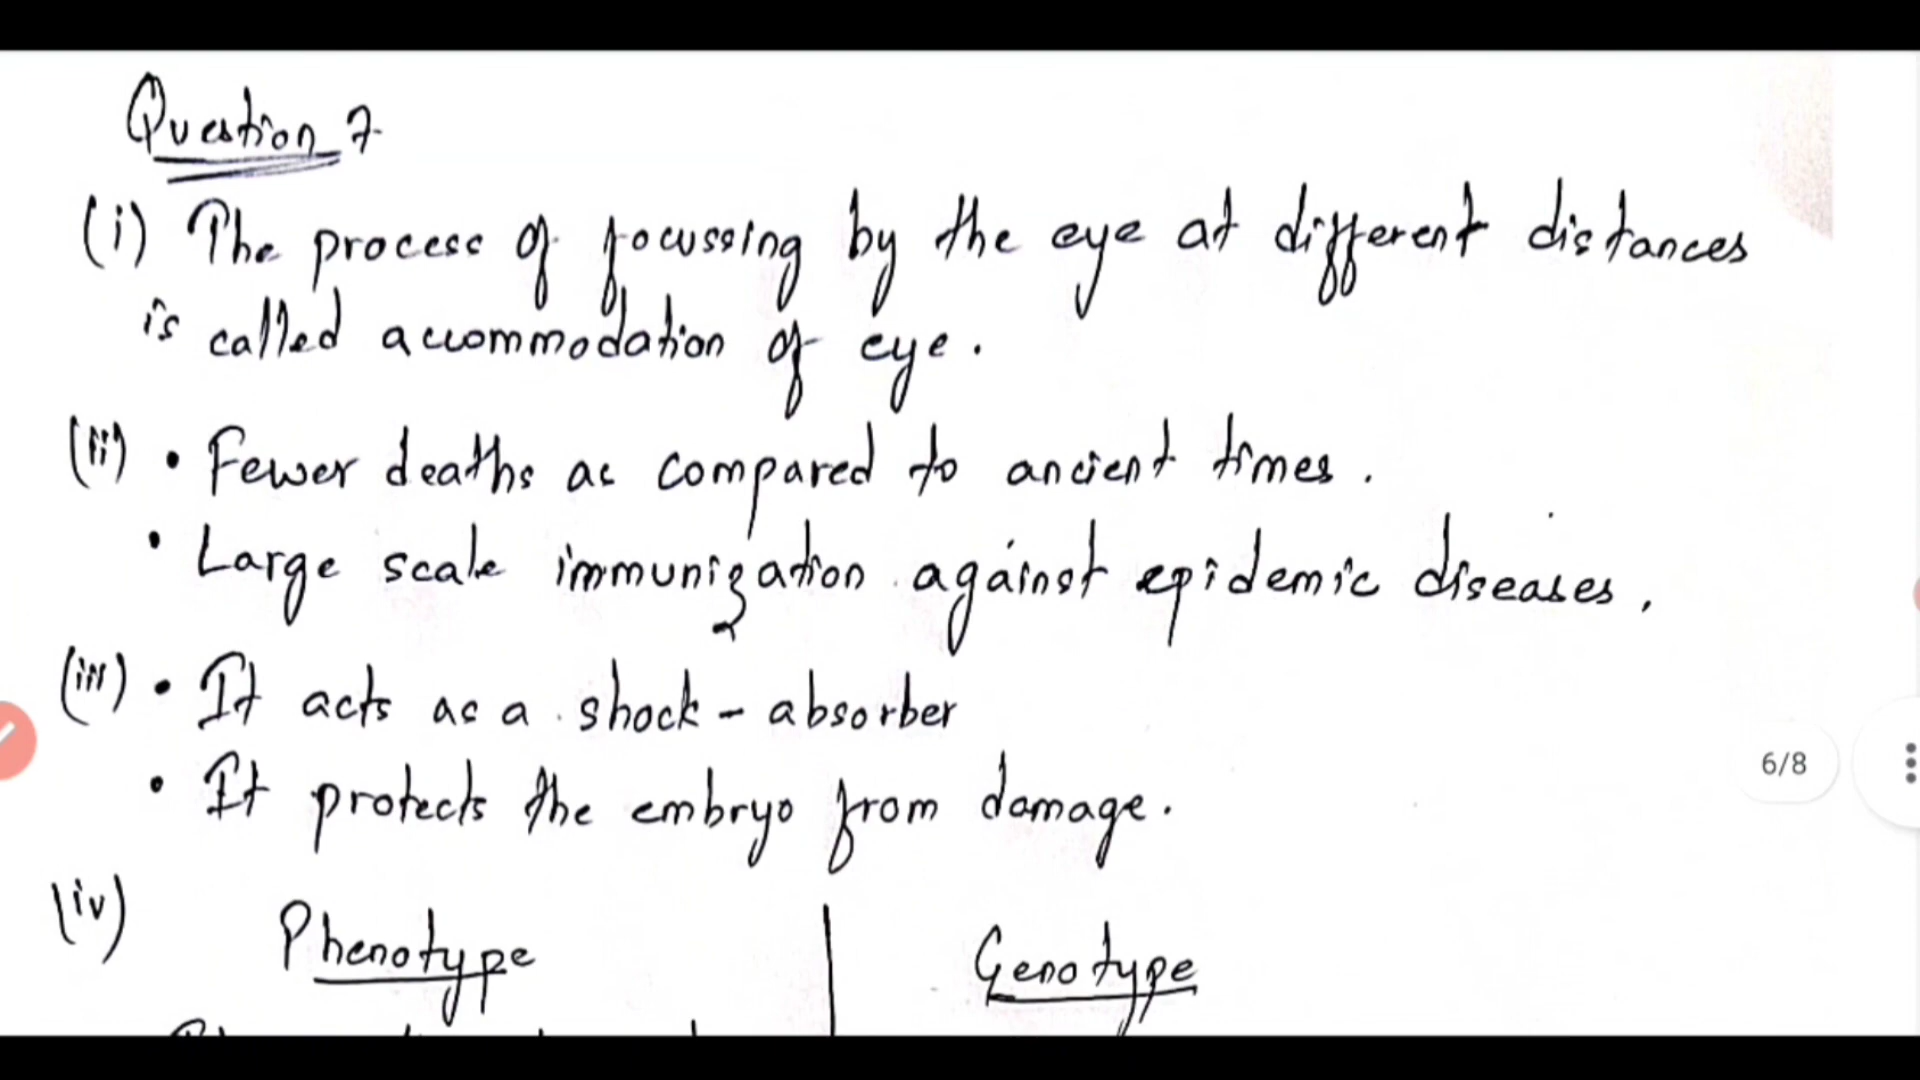 Question 7
(i) The process of focussing by the eye at different distances
is called accommodation of eye.
(ii) • Fewer deaths as compared to ancient times.
• Large scale immunization against epidemic diseases.
(iii) • It acts as a shock-absorber
• It protects the embryo from damage.
6/8
(iv) Phenotype | Genotype